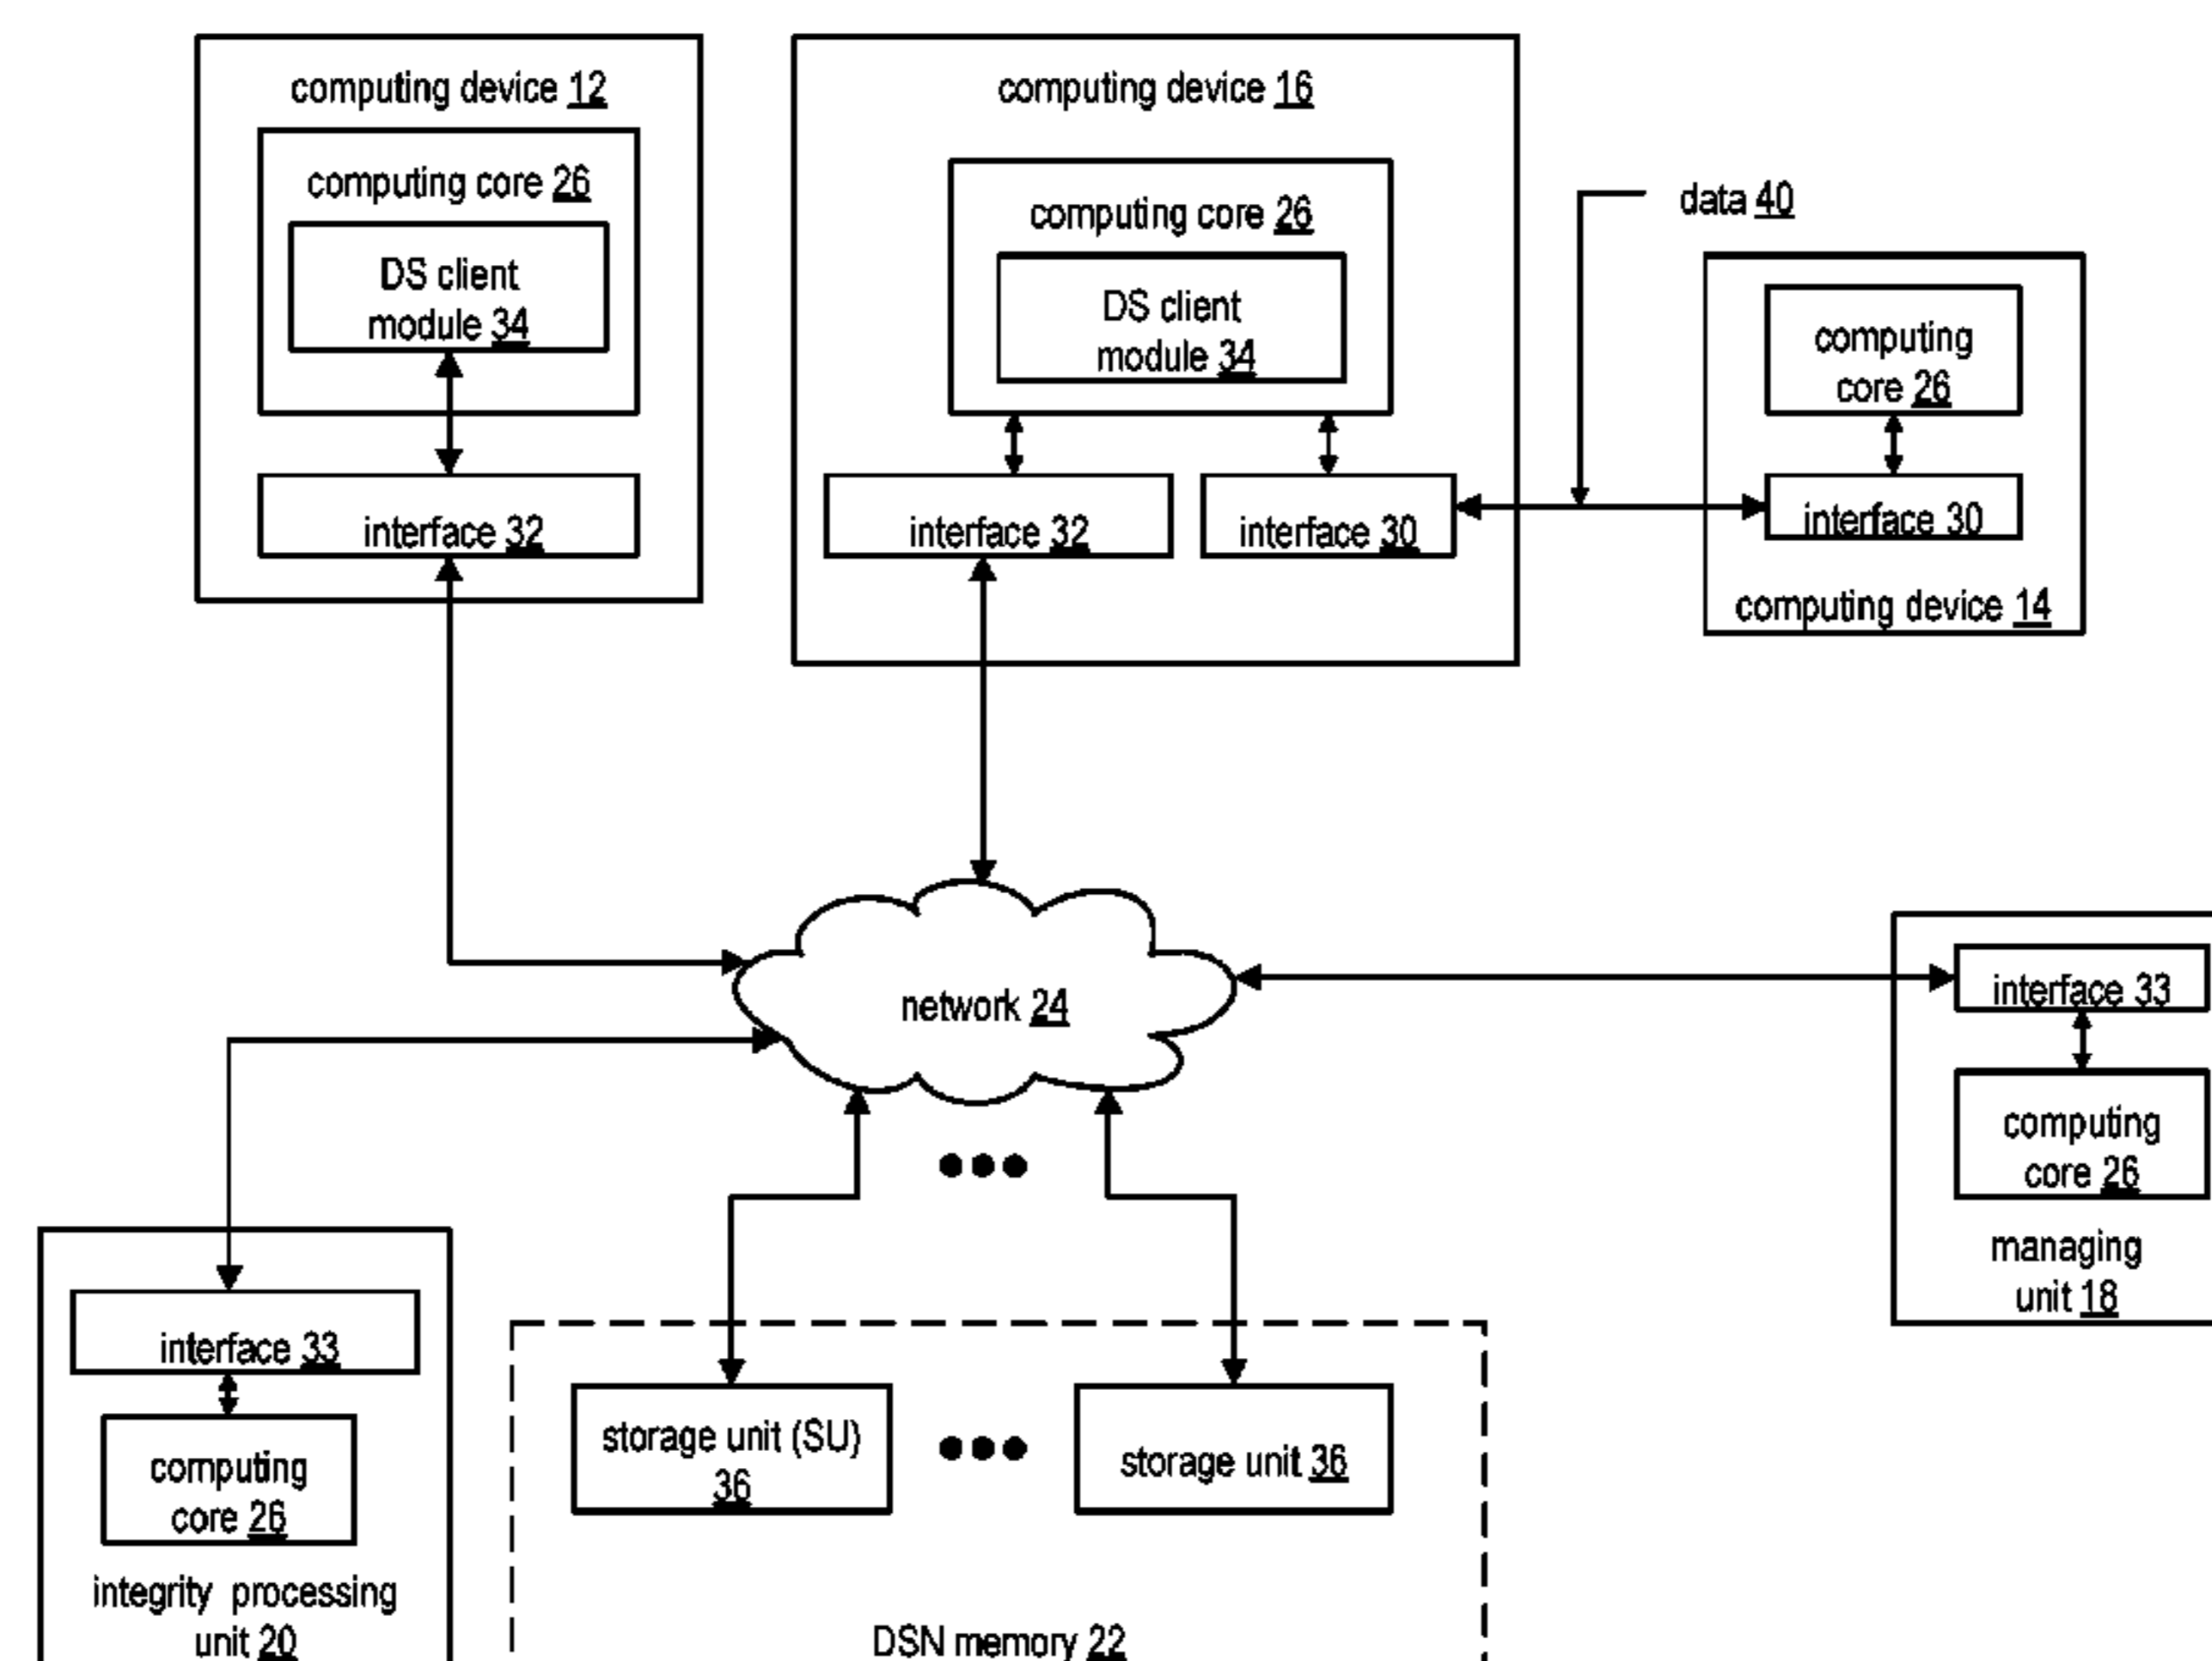 computing device 12
computing core 26
DS client
module 34
interface 32
computing device 16
computing core 26
DS client
module 34
interface 32
interface 30
data 40
computing
core 26
interface 30
computing device 14
network 24
interface 33
computing
core 26
managing
unit 18
interface 33
computing
core 26
integrity processing
unit 20
storage unit (SU)
36
storage unit 36
DSN memory 22